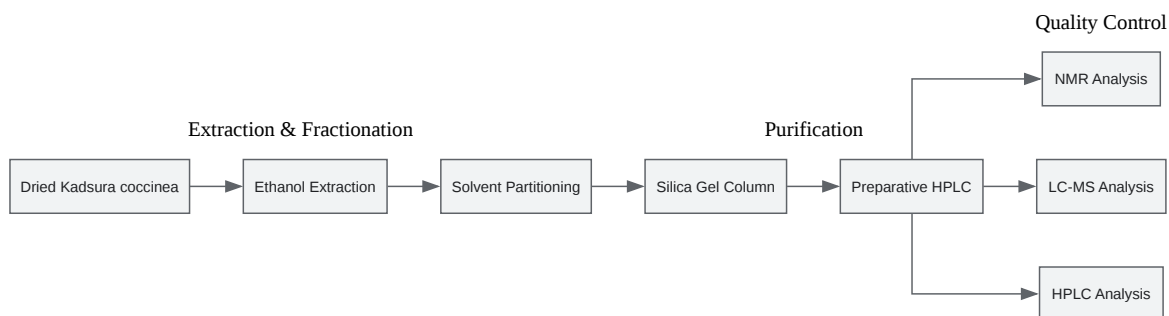 Quality Control
NMR Analysis
Extraction & Fractionation
Purification
Dried Kadsura coccinea
Ethanol Extraction
Solvent Partitioning
Silica Gel Column
Preparative HPLC
LC-MS Analysis
HPLC Analysis